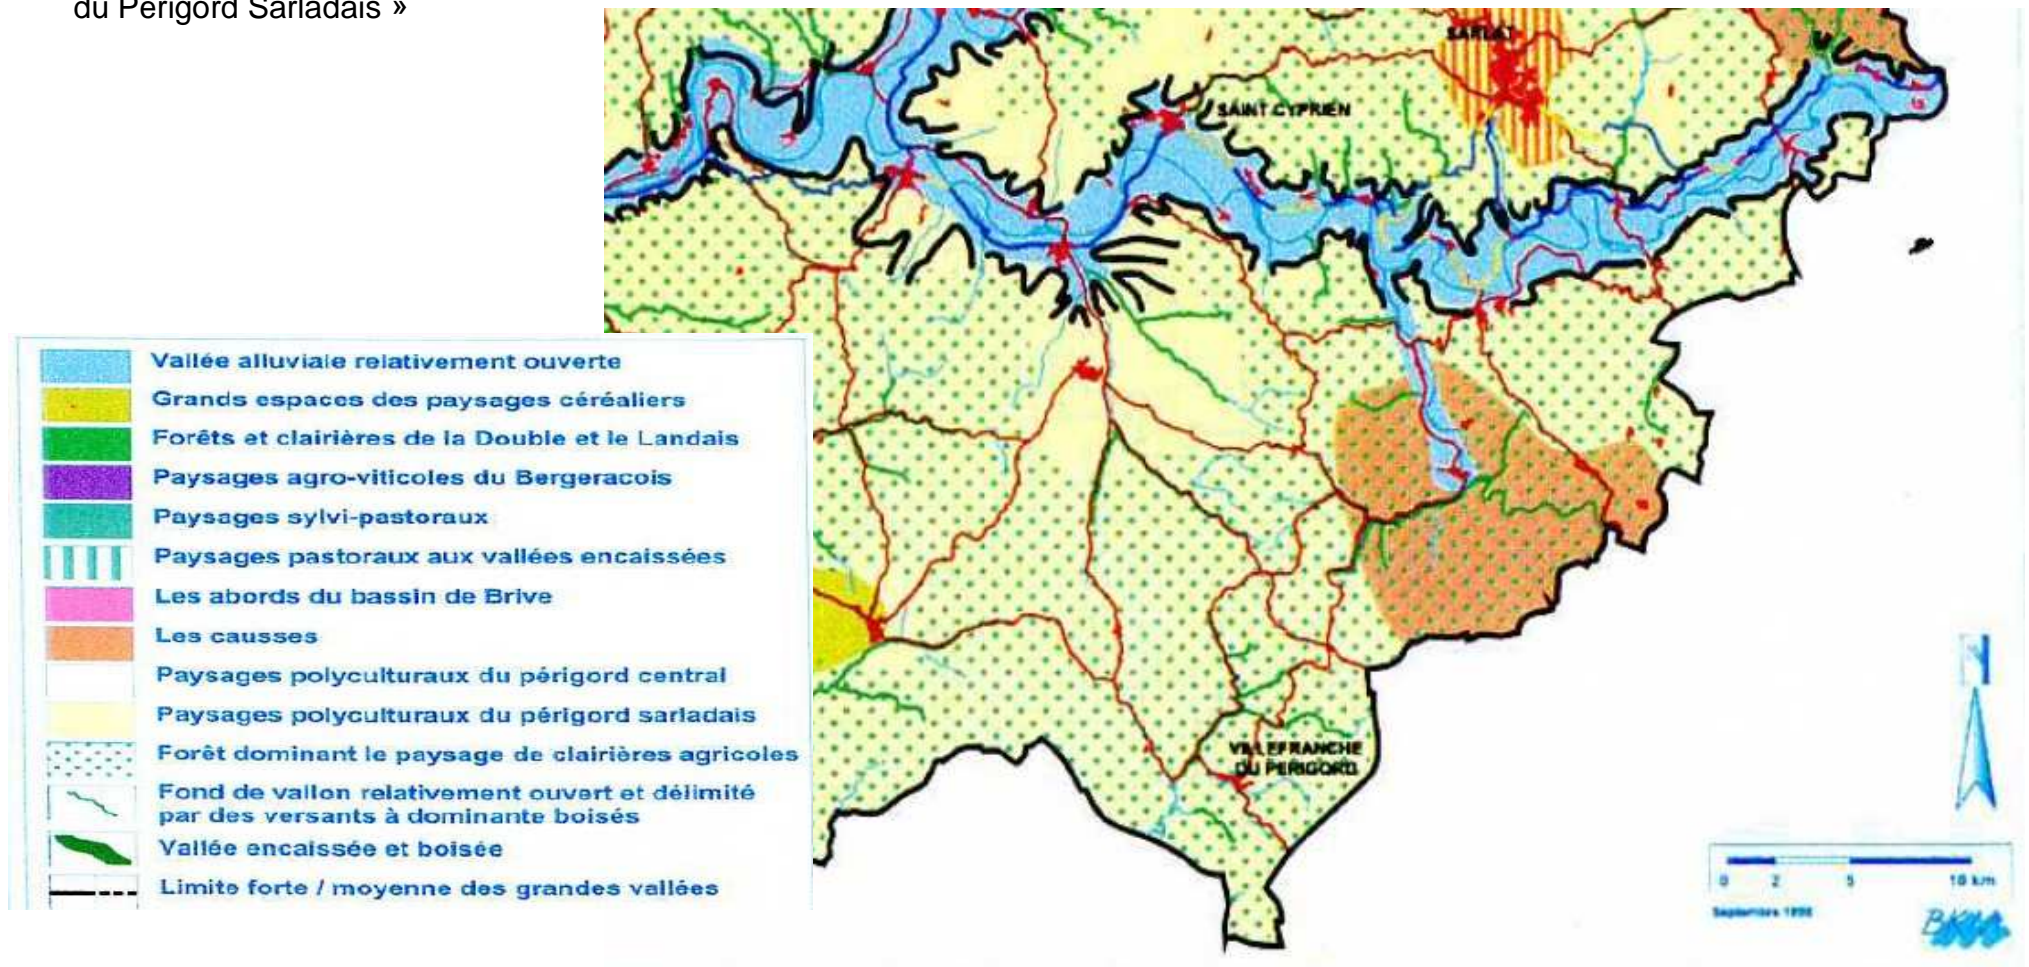 du Périgord Sarladais »
SARLAT
SAINT CYPRIEN
Vallée alluviale relativement ouverte
Grands espaces des paysages céréaliers
Forêts et clairières de la Double et le Landais
Paysages agro-viticoles du Bergeracois
Paysages sylvi-pastoraux
Paysages pastoraux aux vallées encaissées
Les abords du bassin de Brive
Les causses
Paysages polyculturaux du périgord central
Paysages polyculturaux du périgord sarladais
Forêt dominant le paysage de clairières agricoles
Fond de vallon relativement ouvert et délimité
par des versants à dominante boisés
Vallée encaissée et boisée
Limite forte / moyenne des grandes vallées
VILLEFRANCHE
DU PERIGORD
0 2 5 10 km
Septembre